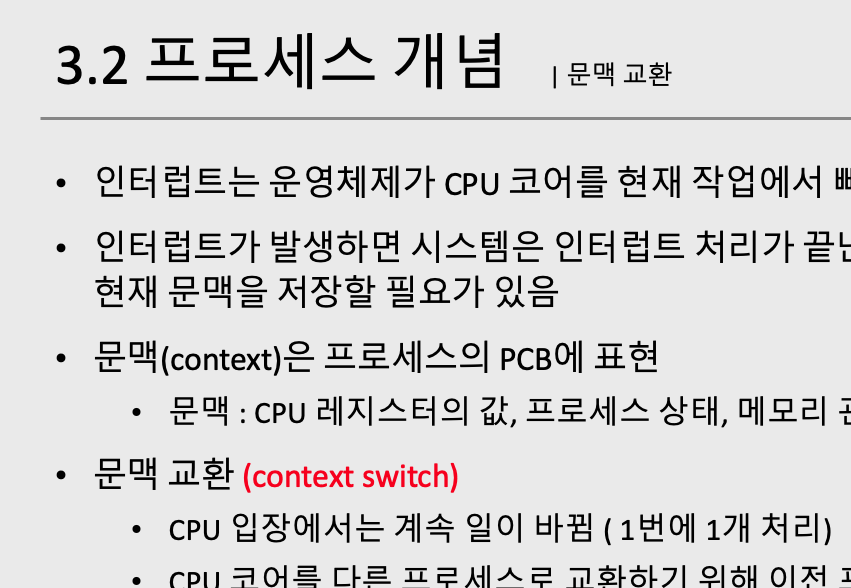 3.2 프로세스 개념 | 문맥 교환
• 인터럽트는 운영체제가 CPU 코어를 현재 작업에서
• 인터럽트가 발생하면 시스템은 인터럽트 처리가
현재 문맥을 저장할 필요가 있음
• 문맥(context)은 프로세스의 PCB에 표현
• 문맥 : CPU 레지스터의 값, 프로세스 상태, 메모리
• 문맥 교환 (context switch)
• CPU 입장에서는 계속 일이 바뀜 ( 1번에 1개 처리)
• CPU 코어를 다른 프로세스로 교환하기 위해 이전